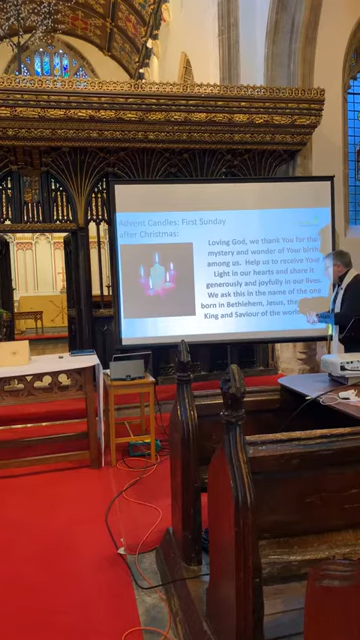 Advent Candles: First Sunday
after Christmas:
Loving God, we thank You for the
mystery and wonder of Your birth
among us. Help us to receive Your
Light in our hearts and share it
generously and joyfully in our lives.
We ask this in the name of the one
born in Bethlehem, Jesus, the
King and Saviour of the world